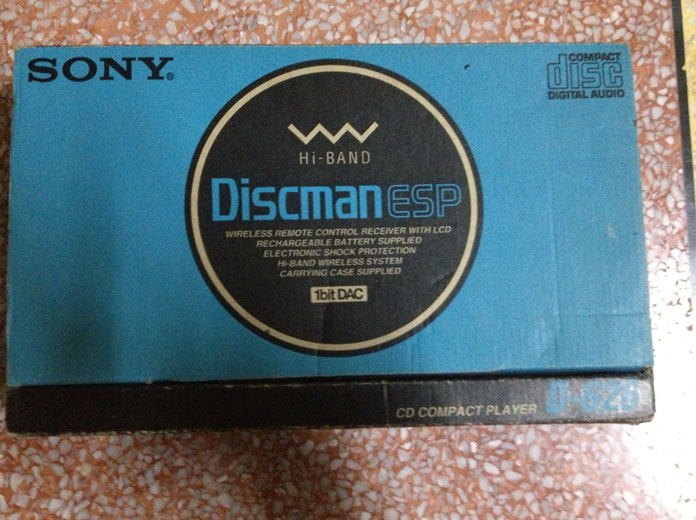 SONY®
COMPACT
disc
DIGITAL AUDIO
Hi-BAND
Discman ESP
WIRELESS REMOTE CONTROL RECEIVER WITH LCD
RECHARGEABLE BATTERY SUPPLIED
ELECTRONIC SHOCK PROTECTION
Hi-BAND WIRELESS SYSTEM
CARRYING CASE SUPPLIED
1bit DAC
CD COMPACT PLAYER